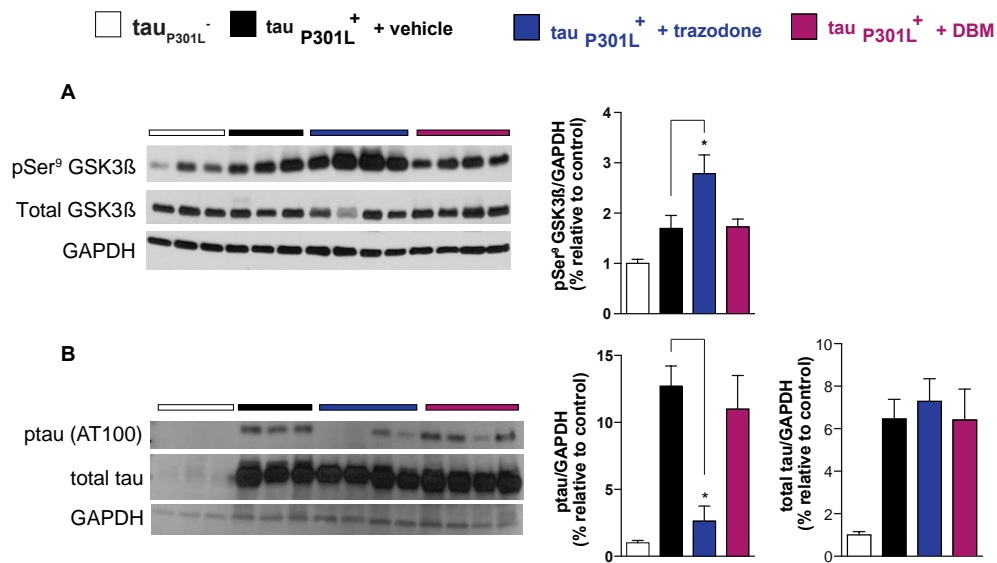 tau P301L - tau P301L + + vehicle tau P301L + + trazodone tau P301L + + DBM
A
pSer⁹ GSK3ß
Total GSK3ß
GAPDH
pSer⁹ GSK3ß/GAPDH
(% relative to control)
4
3
2
1
0
*
B
ptau (AT100)
total tau
GAPDH
ptau/GAPDH
(% relative to control)
15
10
5
0
*
total tau/GAPDH
(% relative to control)
10
8
6
4
2
0